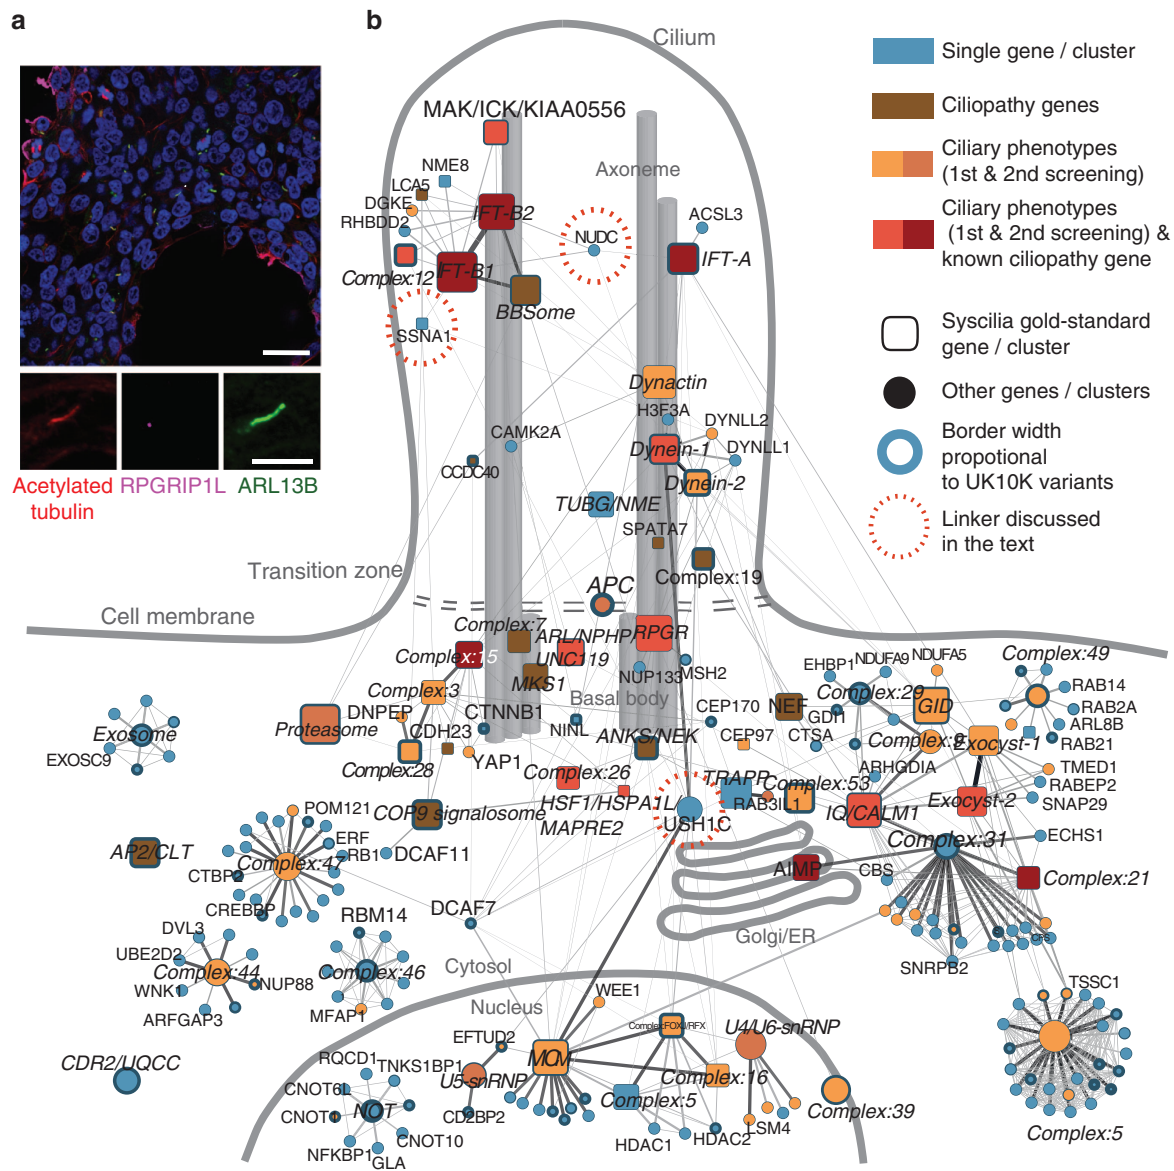 a
b
Acetylated
tubulin
RPGRIP1L
ARL13B
Cilium
MAK/ICK/KIAA0556
Axoneme
NME8
LCA5
DGKE
RHBDD2
IFT-B2
NUDC
ACSL3
Complex:12
IFT-B1
IFT-A
BBSome
SSNA1
Dynactin
H3F3A
DYNLL2
CAMK2A
Dynein-1
DYNLL1
CCDC40
Dynein-2
TUBG/NME
SPATA7
Transition zone
Complex:19
APC
Cell membrane
Complex:7
ARL/NPHP/
RPGR
Complex:15
UNC119
MKS1
NUP133
MSH2
Basal body
Complex:3
DNPEP
CTNNB1
Proteasome
CDH23
NINL
CEP170
ANKS/NEK
CEP97
YAP1
Complex:28
Complex:26
HSF1/HSPA1L/
MAPRE2
COP9 signalosome
Exosome
EXOSC9
EHBP1
NDUFA9
NDUFA5
Complex:49
Complex:29
RAB14
NEF
GDI1
GID
RAB2A
CTSA
ARL8B
Complex:9
Exocyst-1
RAB21
ARHGDIA
TMED1
TRAPP
Complex:53
RABEP2
RAB3IL1
SNAP29
IQ/CALM1
Exocyst-2
USH1C
Complex:31
ECHS1
AIMP
CBS
Complex:21
Golgi/ER
SNRPB2
POM121
ERF
RB1
DCAF11
AP2/CLT
Complex:47
CTBP2
CREBBP
RBM14
DCAF7
DVL3
UBE2D2
Complex:44
WNK1
NUP88
ARFGAP3
Complex:46
MFAP1
Cytosol
Nucleus
WEE1
Complex:FOXJ/RFX
U4/U6-snRNP
TSSC1
EFTUD2
MCM
U5-snRNP
CD2BP2
Complex:16
Complex:5
HDAC1
HDAC2
LSM4
Complex:39
Complex:5
CDR2/UQCC
RQCD1
TNKS1BP1
CNOT6L
CNOT1
NOT
CNOT10
NFKBP1
GLA
Single gene / cluster
Ciliopathy genes
Ciliary phenotypes
(1st & 2nd screening)
Ciliary phenotypes
(1st & 2nd screening) &
known ciliopathy gene
Syscilia gold-standard
gene / cluster
Other genes / clusters
Border width
propotional
to UK10K variants
Linker discussed
in the text